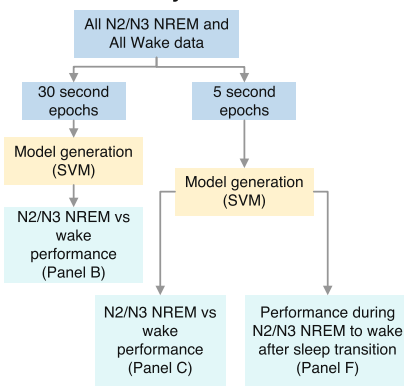 All N2/N3 NREM and
All Wake data
30 second
epochs
5 second
epochs
Model generation
(SVM)
Model generation
(SVM)
N2/N3 NREM vs
wake
performance
(Panel B)
N2/N3 NREM vs
wake
performance
(Panel C)
Performance during
N2/N3 NREM to wake
after sleep transition
(Panel F)